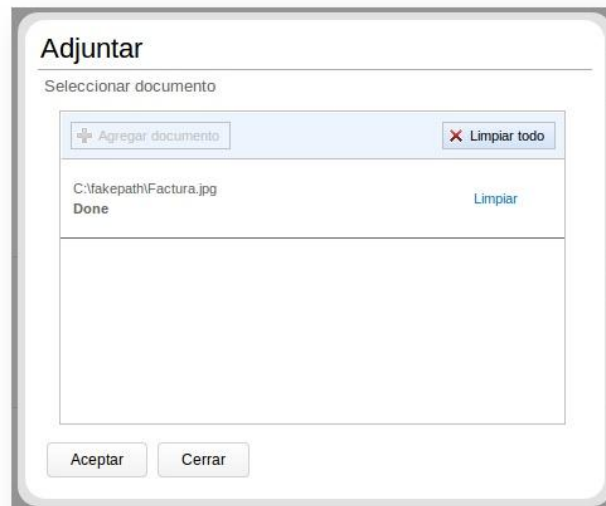 Adjuntar
Seleccionar documento
Agregar documento
Limpiar todo
C:\fakepath\Factura.jpg
Limpiar
Done
Aceptar
Cerrar